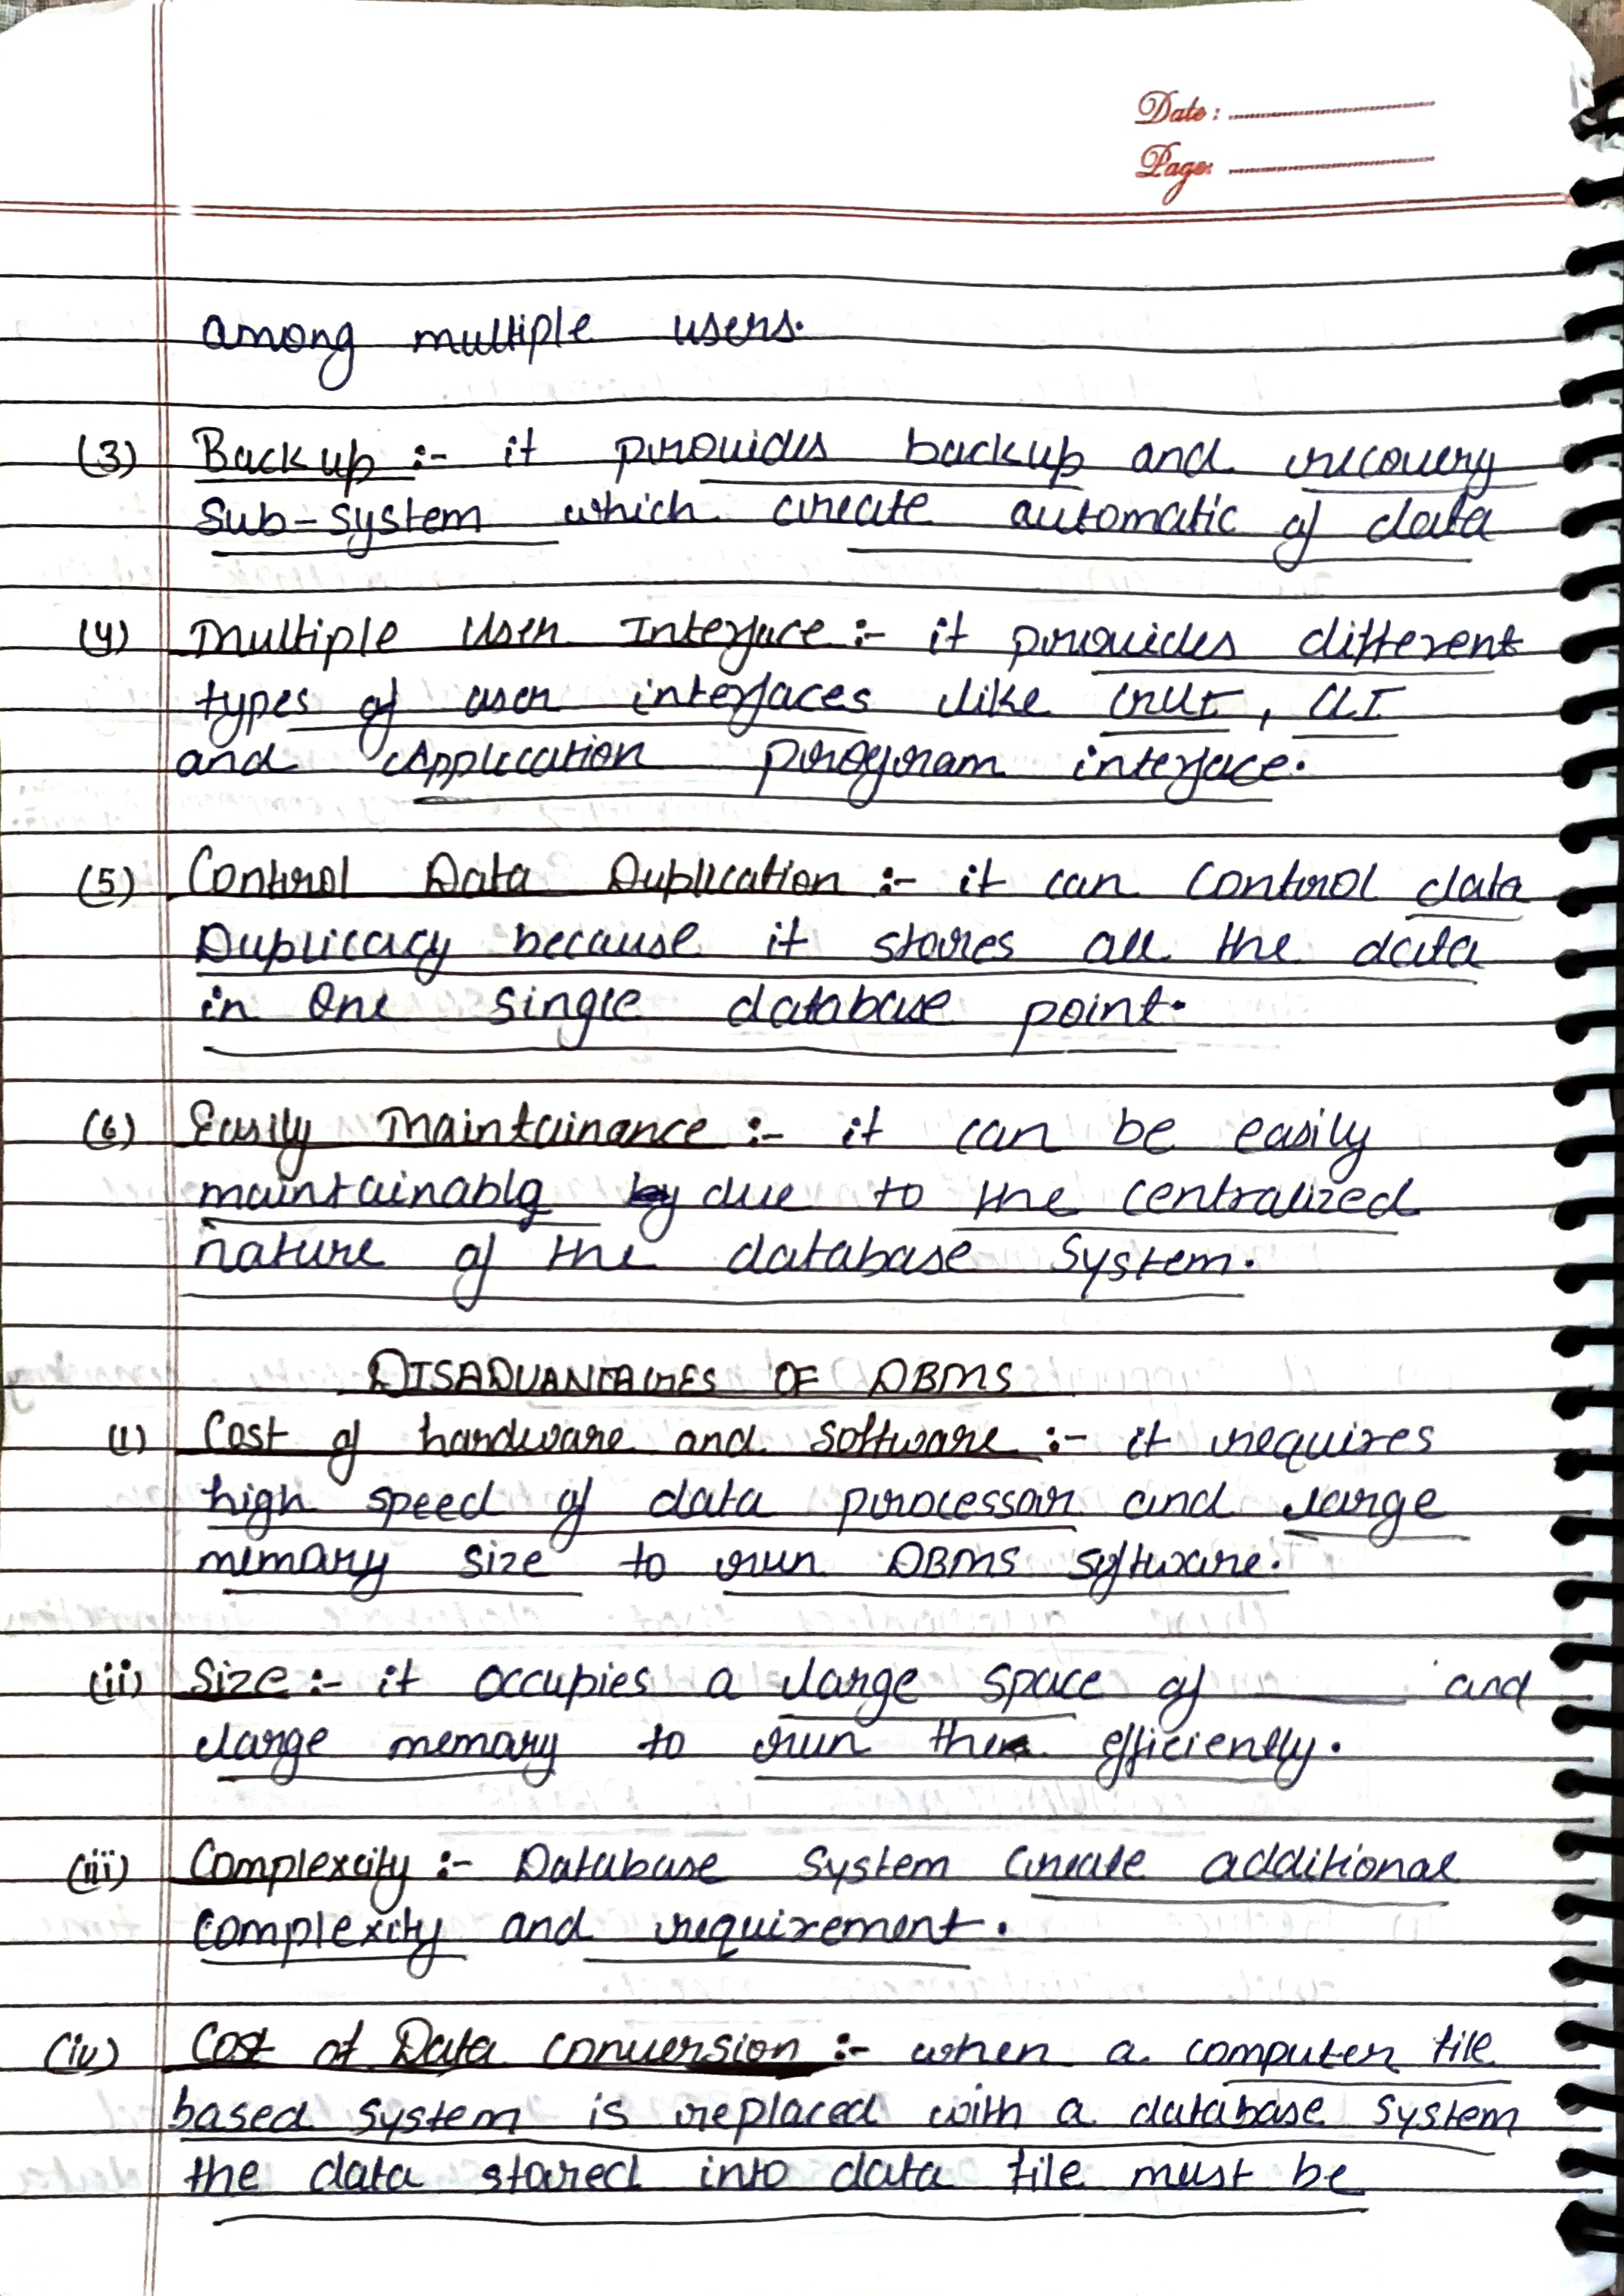 Date :
Page:
among multiple users.
(3) Backup :- it provides backup and recovery
Sub-system which create automatic of data
(4) Multiple User Interface :- it provides different
types of user interfaces like GUI, CLI
and Application program interface.
(5) Control Data Duplication :- it can control data
Duplicacy because it stores all the data
in one single database point.
(6) Easily Maintainance :- it can be easily
maintainably due to the centralized
nature of the database system.
DISADVANTAGES OF DBMS
(i) Cost of hardware and software :- it requires
high speed of data processor and large
memory size to run DBMS software.
(ii) Size :- it occupies a large space of ______ and
large memory to run efficiently.
(iii) Complexcity :- Database system create additional
complexcity and requirement.
(iv) Cost of Data conversion :- when a computer file
based system is replaced with a database system
the data stored into data file must be